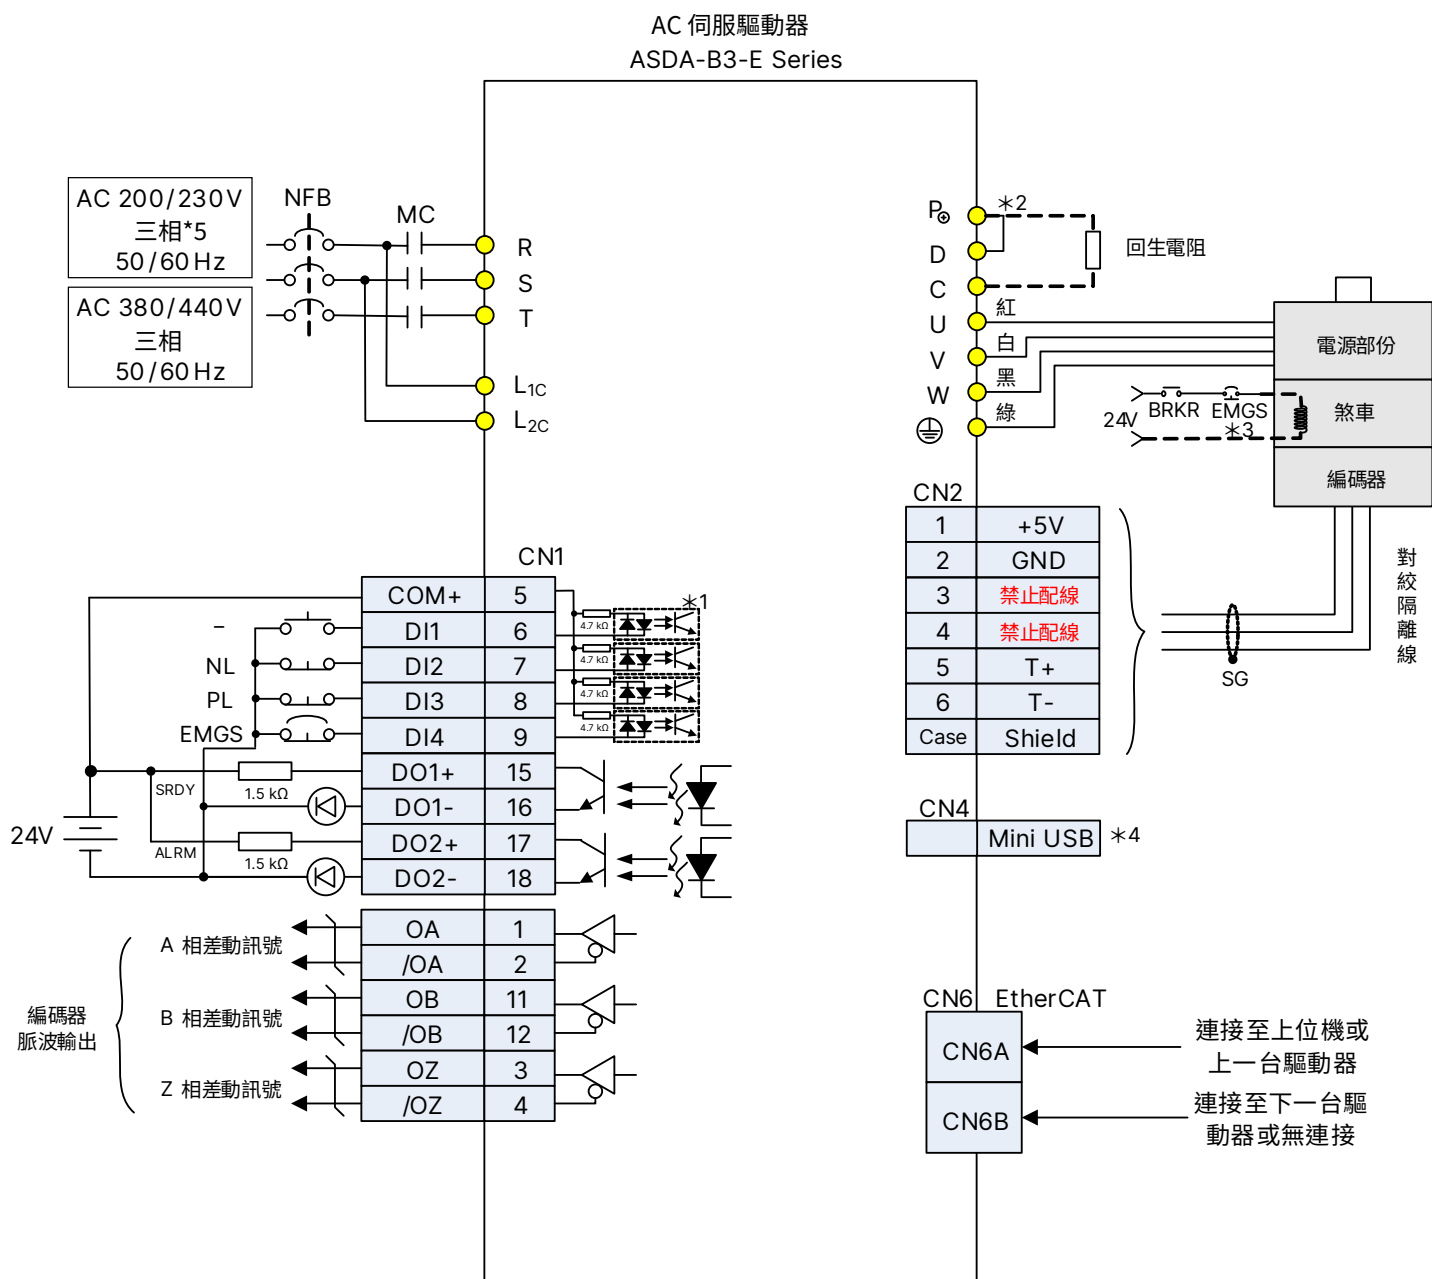 AC 伺服驅動器
ASDA-B3-E Series
AC 200/230V
三相*5
50/60 Hz
AC 380/440V
三相
50/60 Hz
NFB
MC
R
S
T
L1C
L2C
P⊕
D
C
U
V
W
＊2
回生電阻
紅
白
黑
綠
電源部份
煞車
編碼器
24V
BRKR
EMGS
＊3
對絞隔離線
SG
CN2
1 +5V
2 GND
3 禁止配線
4 禁止配線
5 T+
6 T-
Case Shield
CN4
Mini USB
＊4
CN6 EtherCAT
CN6A
CN6B
連接至上位機或
上一台驅動器
連接至下一台驅
動器或無連接
CN1
COM+ 5
– DI1 6
NL DI2 7
PL DI3 8
EMGS DI4 9
＊1
4.7 kΩ
4.7 kΩ
4.7 kΩ
4.7 kΩ
24V
SRDY
1.5 kΩ
ALRM
1.5 kΩ
DO1+ 15
DO1- 16
DO2+ 17
DO2- 18
編碼器
脈波輸出
A 相差動訊號
B 相差動訊號
Z 相差動訊號
OA 1
/OA 2
OB 11
/OB 12
OZ 3
/OZ 4